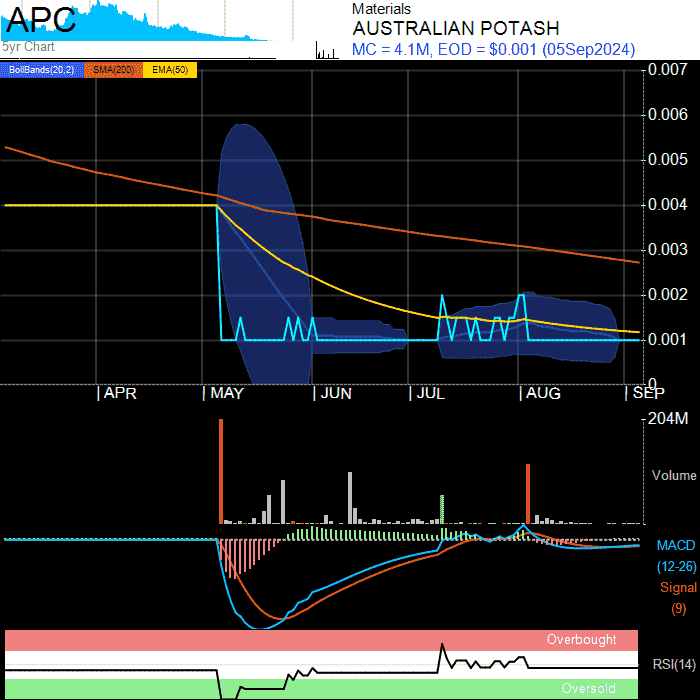 APC
5yr Chart
Materials
AUSTRALIAN POTASH
MC = 4.1M, EOD = $0.001 (05Sep2024)
BollBands(20,2) SMA(200) EMA(50)
0.007
0.006
0.005
0.004
0.003
0.002
0.001
0
APR MAY JUN JUL AUG SEP
204M
Volume
MACD
(12-26)
Signal
(9)
Overbought
RSI(14)
Oversold